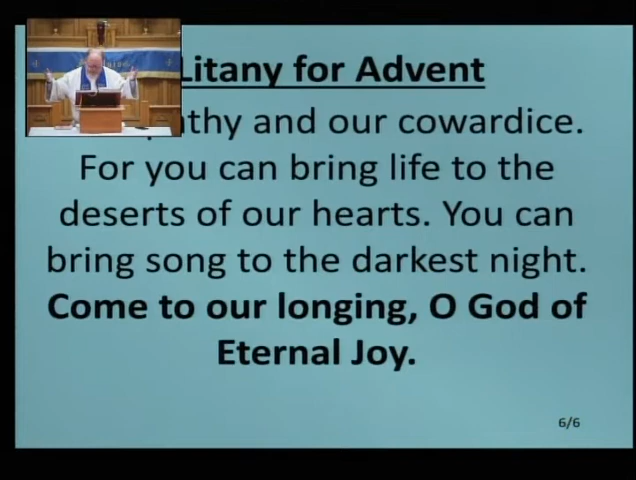 Litany for Advent
and our cowardice.
For you can bring life to the
deserts of our hearts. You can
bring song to the darkest night.
Come to our longing, O God of
Eternal Joy.
6/6